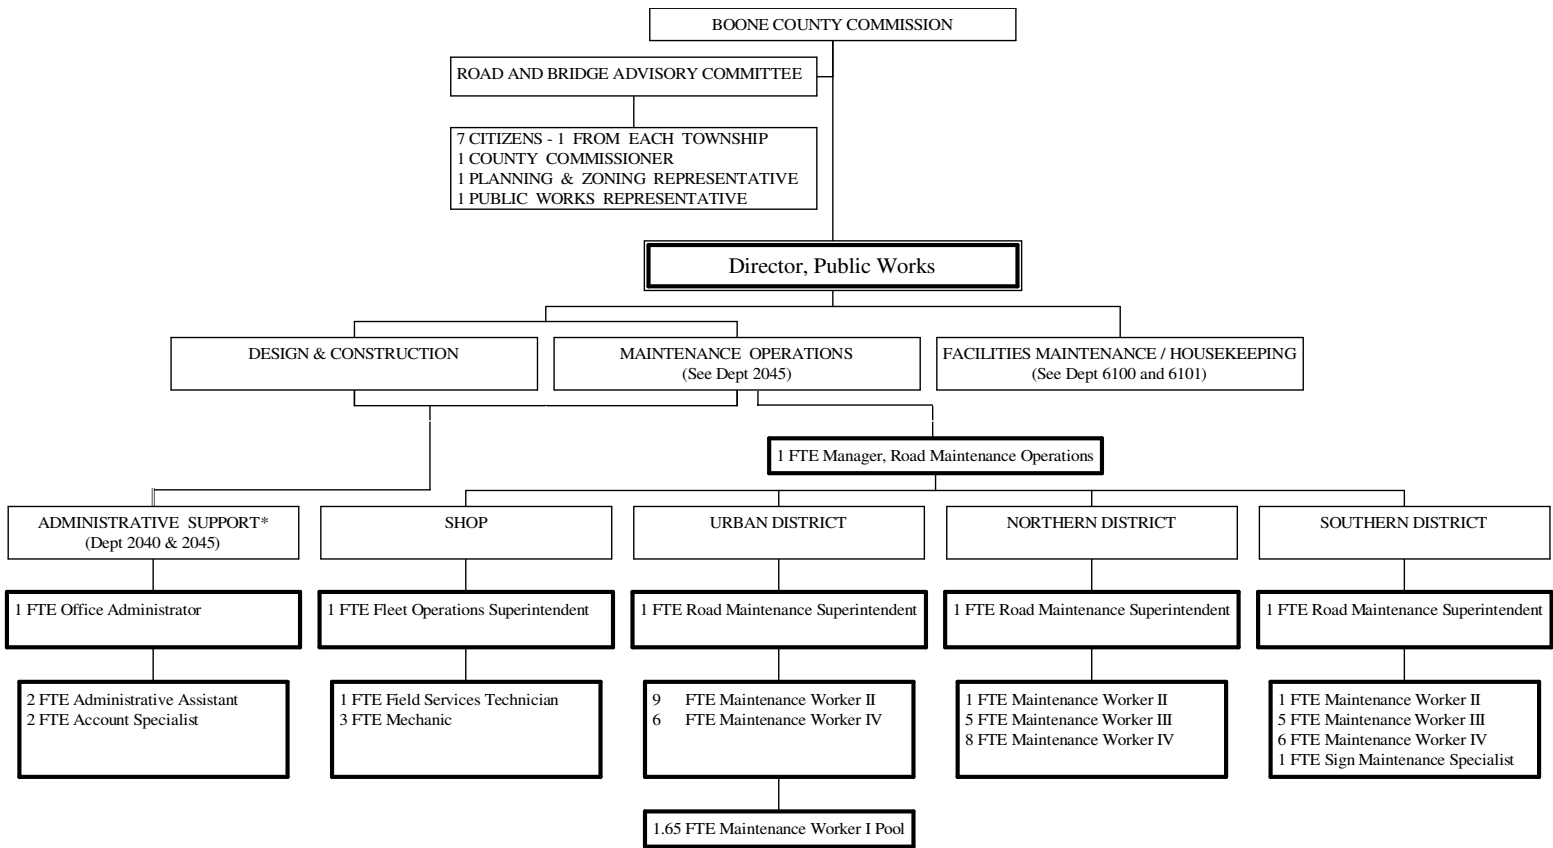 BOONE COUNTY COMMISSION
ROAD AND BRIDGE ADVISORY COMMITTEE
7 CITIZENS - 1 FROM EACH TOWNSHIP
1 COUNTY COMMISSIONER
1 PLANNING & ZONING REPRESENTATIVE
1 PUBLIC WORKS REPRESENTATIVE
Director, Public Works
DESIGN & CONSTRUCTION
MAINTENANCE OPERATIONS
(See Dept 2045)
FACILITIES MAINTENANCE / HOUSEKEEPING
(See Dept 6100 and 6101)
1 FTE Manager, Road Maintenance Operations
ADMINISTRATIVE SUPPORT*
(Dept 2040 & 2045)
SHOP
URBAN DISTRICT
NORTHERN DISTRICT
SOUTHERN DISTRICT
1 FTE Office Administrator
1 FTE Fleet Operations Superintendent
1 FTE Road Maintenance Superintendent
1 FTE Road Maintenance Superintendent
1 FTE Road Maintenance Superintendent
2 FTE Administrative Assistant
2 FTE Account Specialist
1 FTE Field Services Technician
3 FTE Mechanic
9 FTE Maintenance Worker II
6 FTE Maintenance Worker IV
1 FTE Maintenance Worker II
5 FTE Maintenance Worker III
8 FTE Maintenance Worker IV
1 FTE Maintenance Worker II
5 FTE Maintenance Worker III
6 FTE Maintenance Worker IV
1 FTE Sign Maintenance Specialist
1.65 FTE Maintenance Worker I Pool